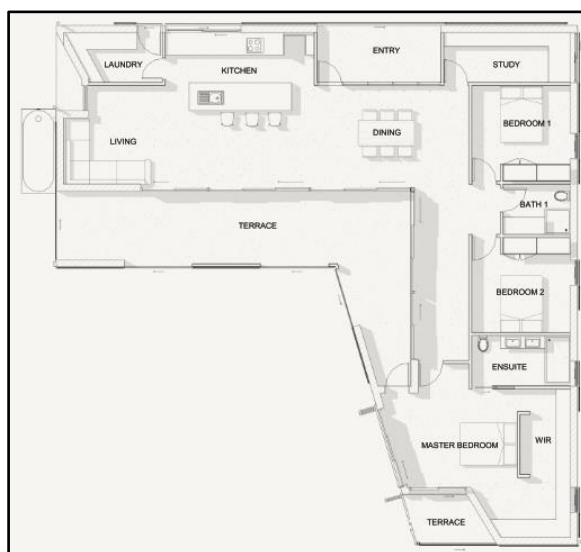 ENTRY
LAUNDRY
KITCHEN
STUDY
BEDROOM 1
DINING
LIVING
BATH 1
TERRACE
BEDROOM 2
ENSUITE
MASTER BEDROOM
WIR
TERRACE